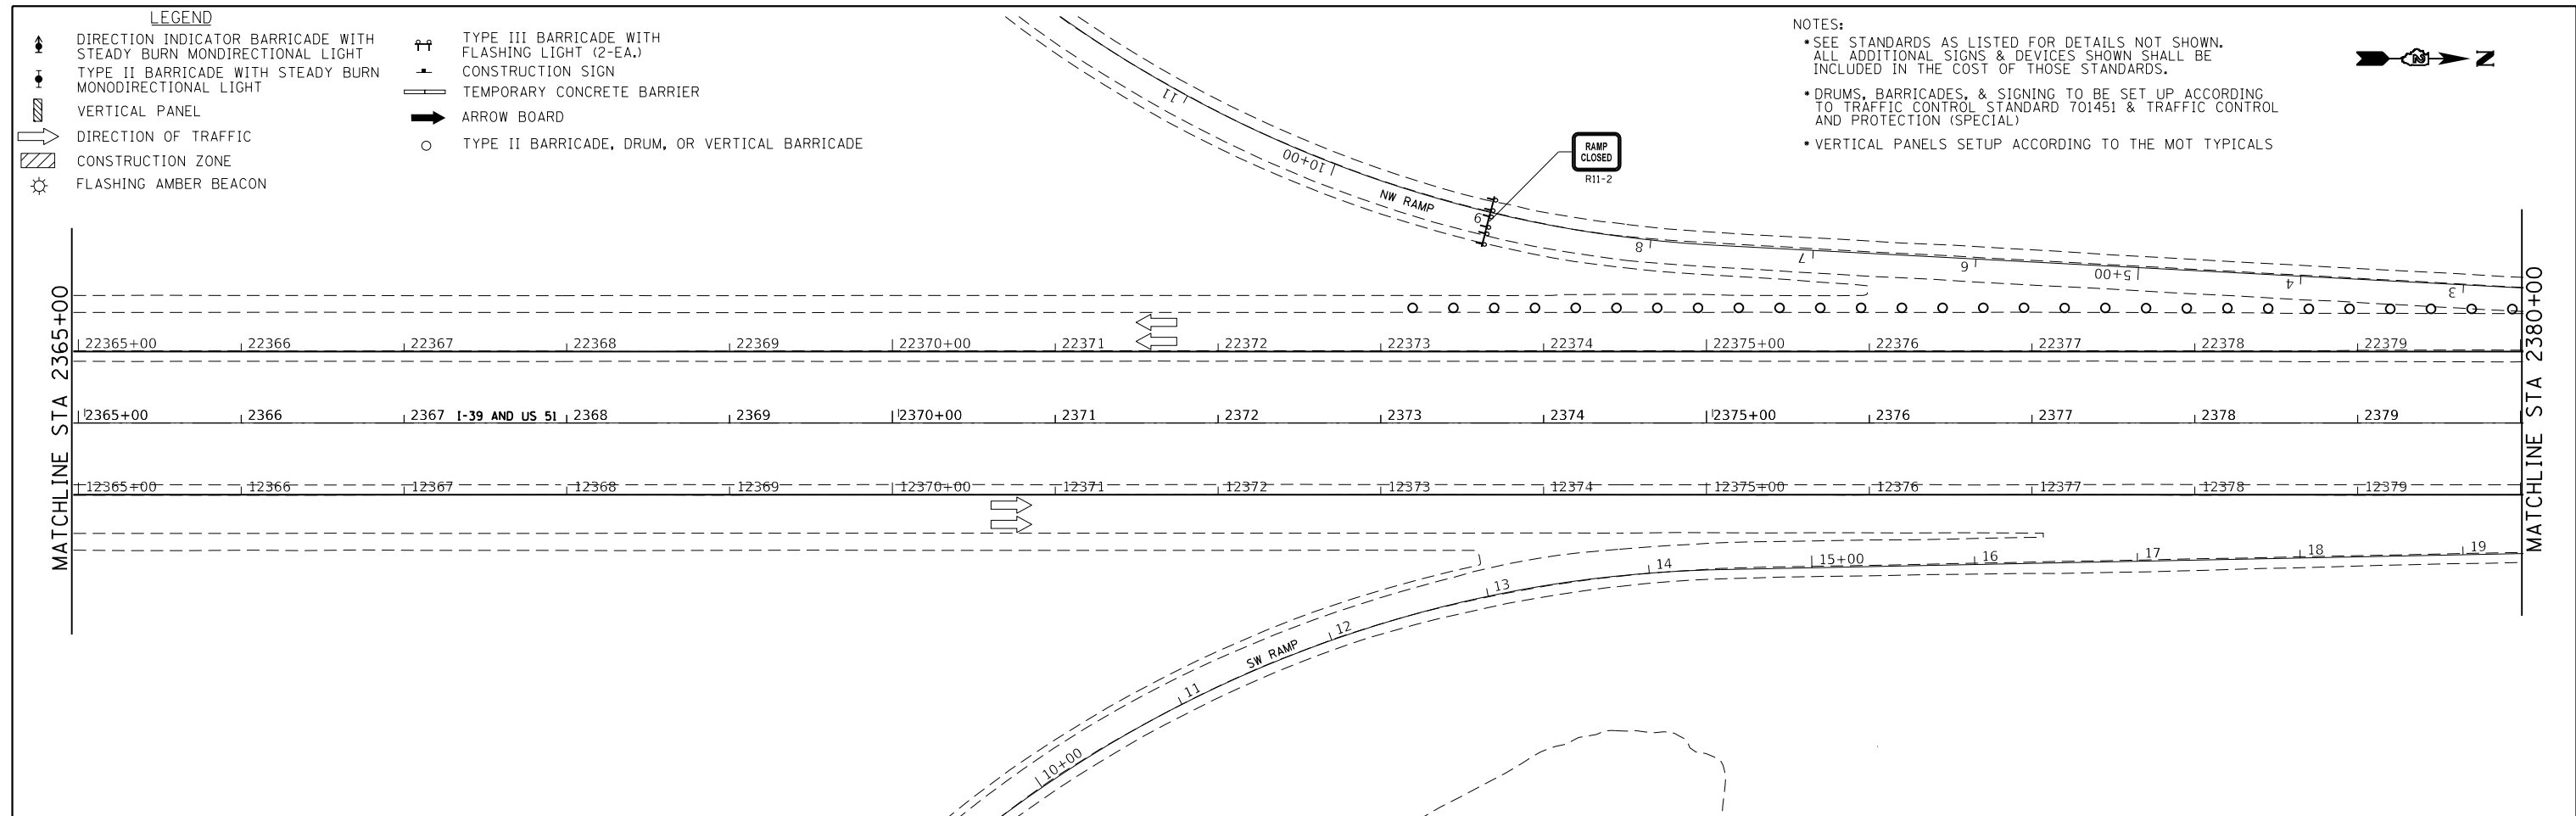 LEGEND
DIRECTION INDICATOR BARRICADE WITH
STEADY BURN MONDIRECTIONAL LIGHT
TYPE II BARRICADE WITH STEADY BURN
MONODIRECTIONAL LIGHT
VERTICAL PANEL
DIRECTION OF TRAFFIC
CONSTRUCTION ZONE
FLASHING AMBER BEACON
TYPE III BARRICADE WITH
FLASHING LIGHT (2-EA.)
CONSTRUCTION SIGN
TEMPORARY CONCRETE BARRIER
ARROW BOARD
TYPE II BARRICADE, DRUM, OR VERTICAL BARRICADE
NOTES:
* SEE STANDARDS AS LISTED FOR DETAILS NOT SHOWN.
ALL ADDITIONAL SIGNS & DEVICES SHOWN SHALL BE
INCLUDED IN THE COST OF THOSE STANDARDS.
* DRUMS, BARRICADES, & SIGNING TO BE SET UP ACCORDING
TO TRAFFIC CONTROL STANDARD 701451 & TRAFFIC CONTROL
AND PROTECTION (SPECIAL)
* VERTICAL PANELS SETUP ACCORDING TO THE MOT TYPICALS
N
RAMP
CLOSED
R11-2
11 10+00 9 8 7 6 5+00 4 3
NW RAMP
MATCHLINE STA 2365+00
MATCHLINE STA 2380+00
22365+00 22366 22367 22368 22369 22370+00 22371 22372 22373 22374 22375+00 22376 22377 22378 22379
2365+00 2366 2367 I-39 AND US 51 2368 2369 2370+00 2371 2372 2373 2374 2375+00 2376 2377 2378 2379
12365+00 12366 12367 12368 12369 12370+00 12371 12372 12373 12374 12375+00 12376 12377 12378 12379
10+00 11 12 13 14 15+00 16 17 18 19
SW RAMP